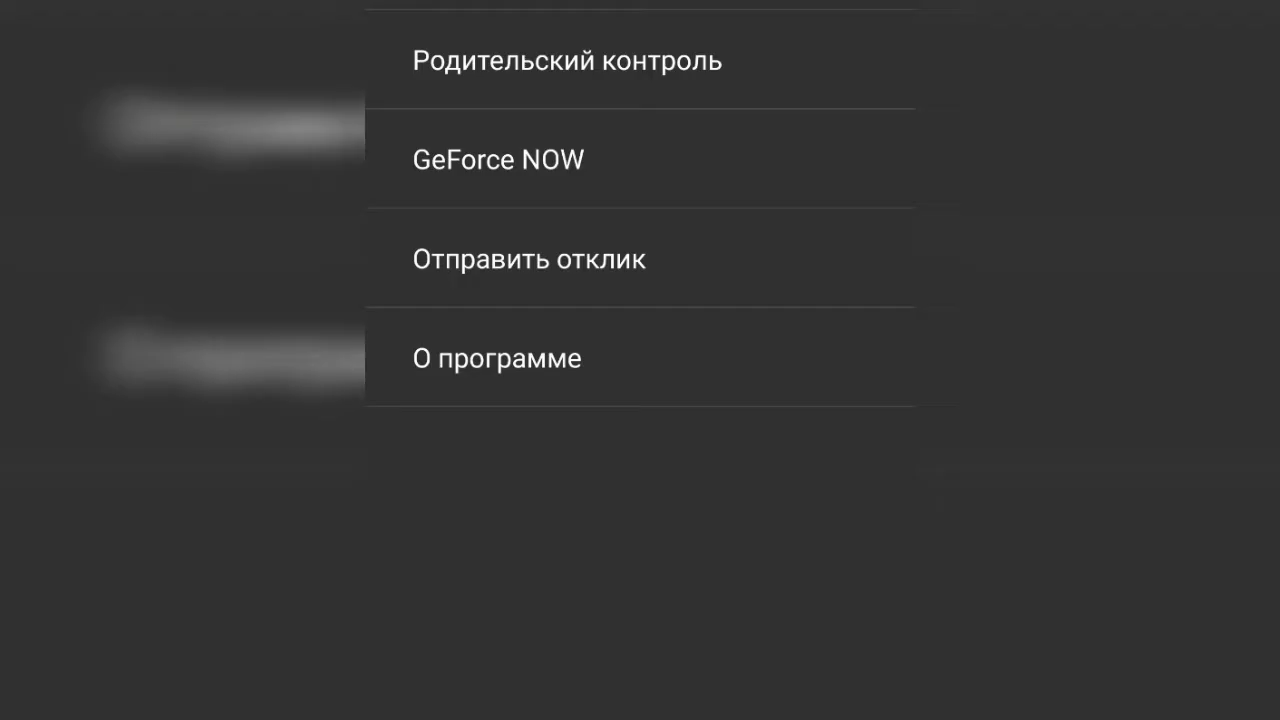 Родительский контроль
GeForce NOW
Отправить отклик
О программе